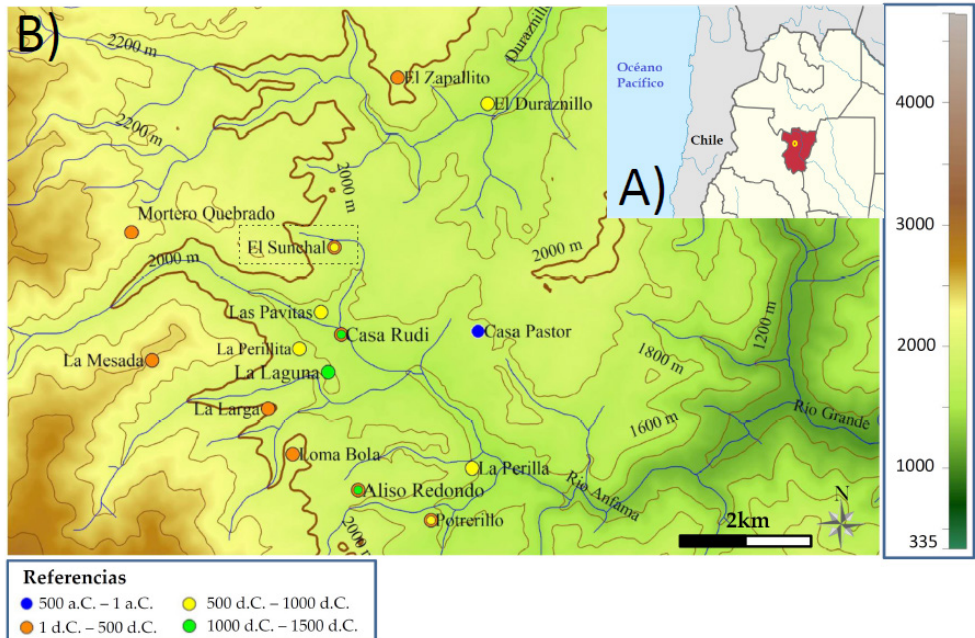 B)
2200 m
Duraznillo
El Zapallito
El Duraznillo
2200 m
2000 m
Mortero Quebrado
El Sunchal
2000 m
2000 m
Las Pavitas
Casa Rudi
Casa Pastor
1200 m
La Mesada
La Perillita
La Laguna
1800 m
La Larga
1600 m
Río Grande
Loma Bola
La Perilla
Río Anfama
Aliso Redondo
Potrerillo
2000 m
2km
N
Océano
Pacífico
Chile
A)
4000
3000
2000
1000
335
Referencias
500 a.C. – 1 a.C.
500 d.C. – 1000 d.C.
1 d.C. – 500 d.C.
1000 d.C. – 1500 d.C.